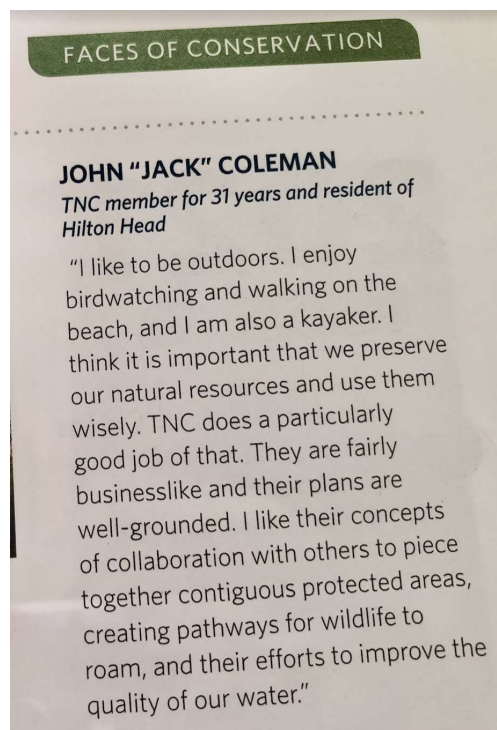 FACES OF CONSERVATION
JOHN “JACK” COLEMAN
TNC member for 31 years and resident of
Hilton Head
“I like to be outdoors. I enjoy
birdwatching and walking on the
beach, and I am also a kayaker. I
think it is important that we preserve
our natural resources and use them
wisely. TNC does a particularly
good job of that. They are fairly
businesslike and their plans are
well-grounded. I like their concepts
of collaboration with others to piece
together contiguous protected areas,
creating pathways for wildlife to
roam, and their efforts to improve the
quality of our water.”